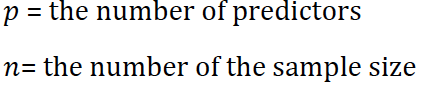 p = the number of predictors
n= the number of the sample size